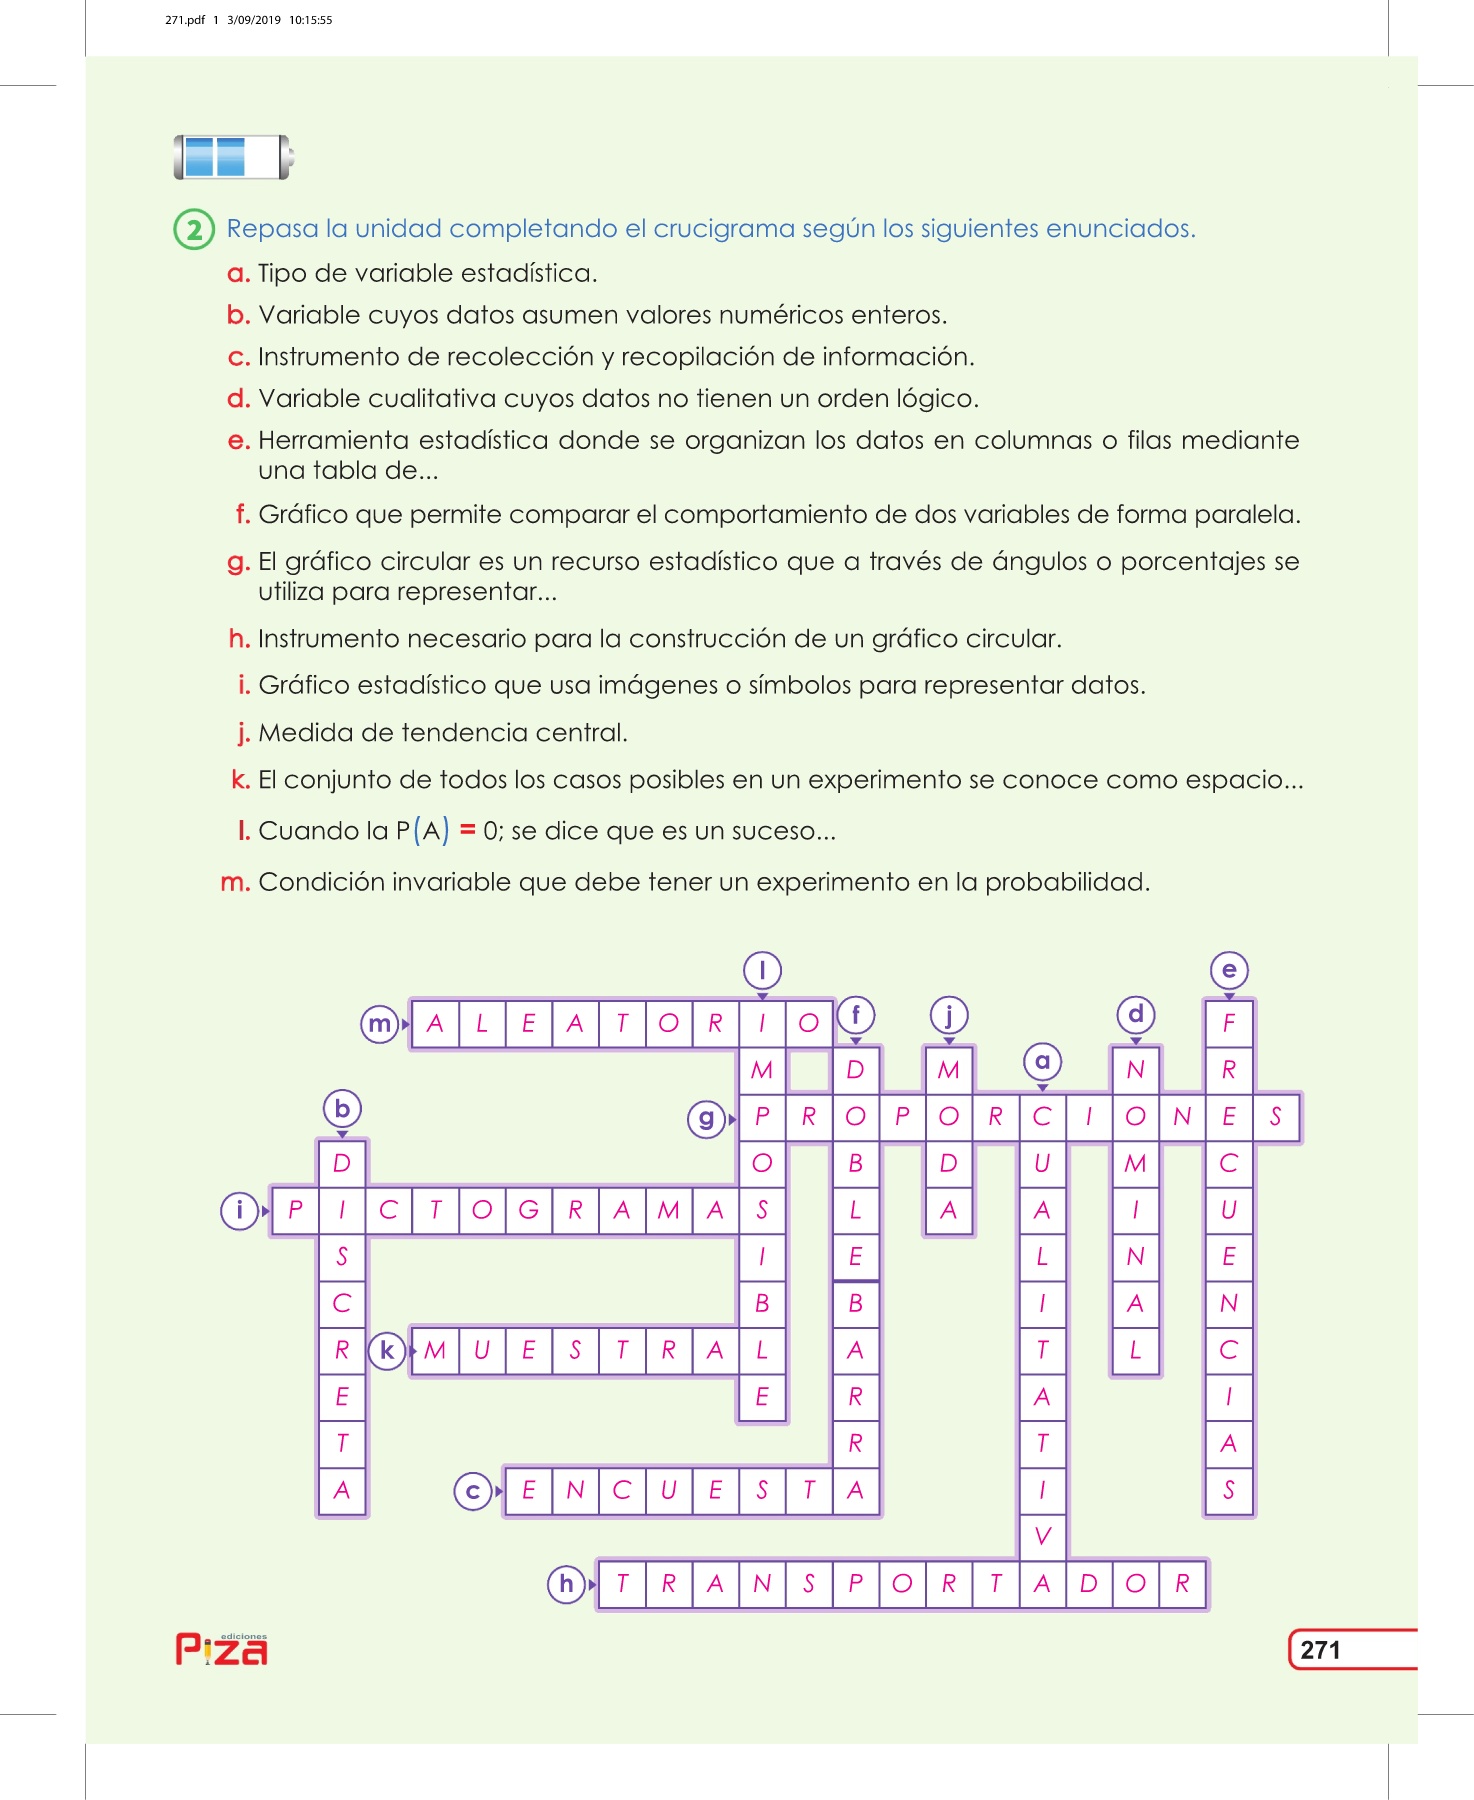 271.pdf 1 3/09/2019 10:15:55
2 Repasa la unidad completando el crucigrama según los siguientes enunciados.
a. Tipo de variable estadística.
b. Variable cuyos datos asumen valores numéricos enteros.
c. Instrumento de recolección y recopilación de información.
d. Variable cualitativa cuyos datos no tienen un orden lógico.
e. Herramienta estadística donde se organizan los datos en columnas o filas mediante
una tabla de...
f. Gráfico que permite comparar el comportamiento de dos variables de forma paralela.
g. El gráfico circular es un recurso estadístico que a través de ángulos o porcentajes se
utiliza para representar...
h. Instrumento necesario para la construcción de un gráfico circular.
i. Gráfico estadístico que usa imágenes o símbolos para representar datos.
j. Medida de tendencia central.
k. El conjunto de todos los casos posibles en un experimento se conoce como espacio...
l. Cuando la P(A) = 0; se dice que es un suceso...
m. Condición invariable que debe tener un experimento en la probabilidad.
l e
m A L E A T O R I O f j d F
M D M a N R
b g P R O P O R C I O N E S
D O B D U M C
i P I C T O G R A M A S L A A I U
S I E L N E
C B B I A N
R k M U E S T R A L A T L C
E E R A I
T R T A
A c E N C U E S T A I S
V
h T R A N S P O R T A D O R
ediciones
Piza
271